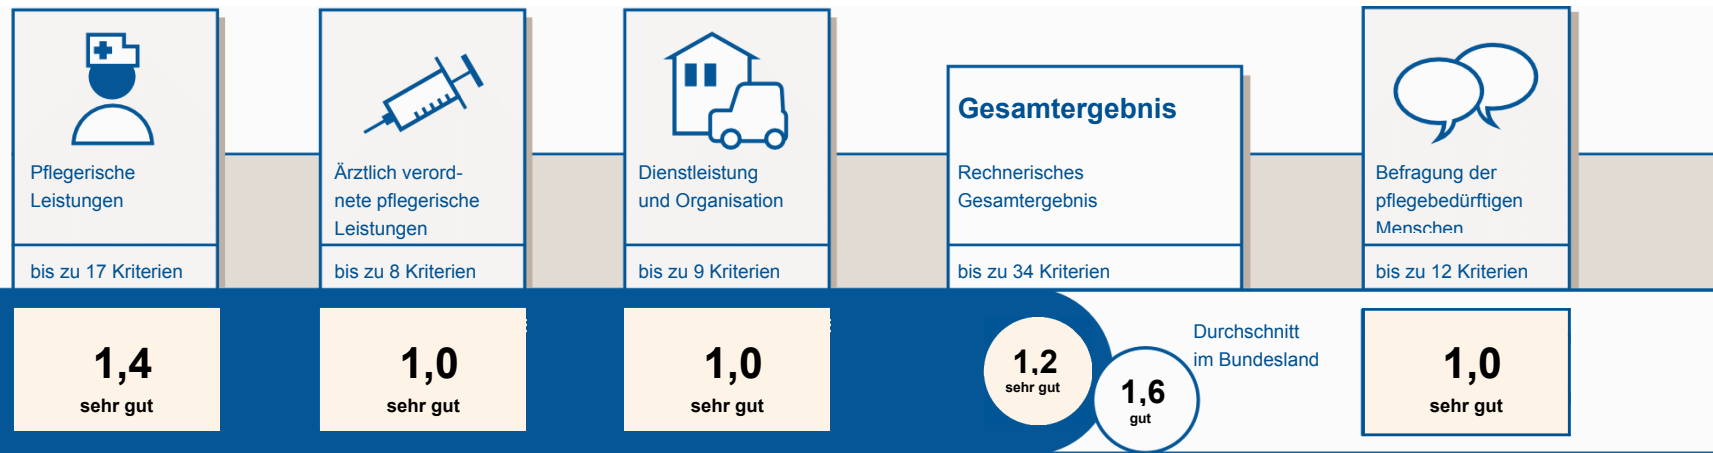 Pflegerische
Leistungen
bis zu 17 Kriterien
1,4
sehr gut
Ärztlich verord-
nete pflegerische
Leistungen
bis zu 8 Kriterien
1,0
sehr gut
Dienstleistung
und Organisation
bis zu 9 Kriterien
1,0
sehr gut
Gesamtergebnis
Rechnerisches
Gesamtergebnis
bis zu 34 Kriterien
1,2
sehr gut
1,6
gut
Durchschnitt
im Bundesland
Befragung der
pflegebedürftigen
Menschen
bis zu 12 Kriterien
1,0
sehr gut